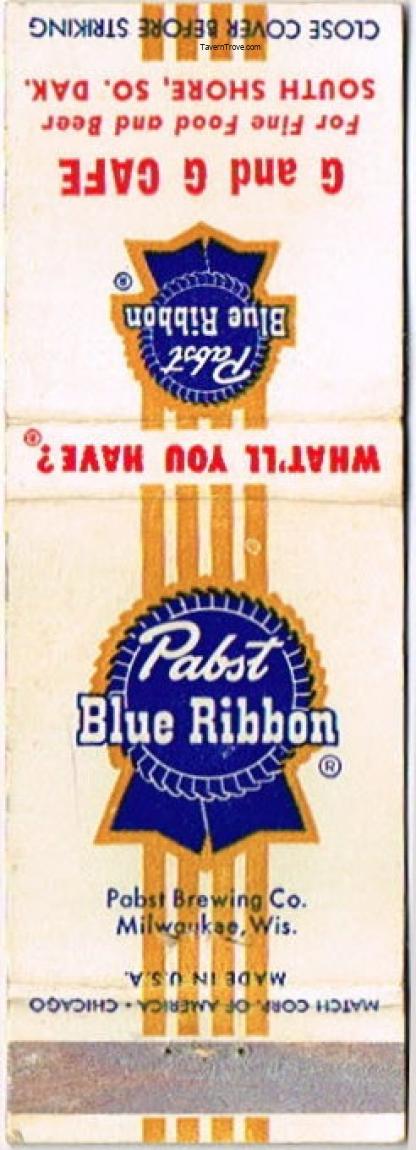 CLOSE COVER BEFORE STRIKING
TavernTrove.com
SOUTH SHORE, SO. DAK.
For Fine Food and Beer
G and G CAFE
®
Blue Ribbon
Pabst
WHAT'LL YOU HAVE?®
Pabst
Blue Ribbon
®
Pabst Brewing Co.
Milwaukee, Wis.
MADE IN U.S.A.
MATCH CORP. OF AMERICA • CHICAGO